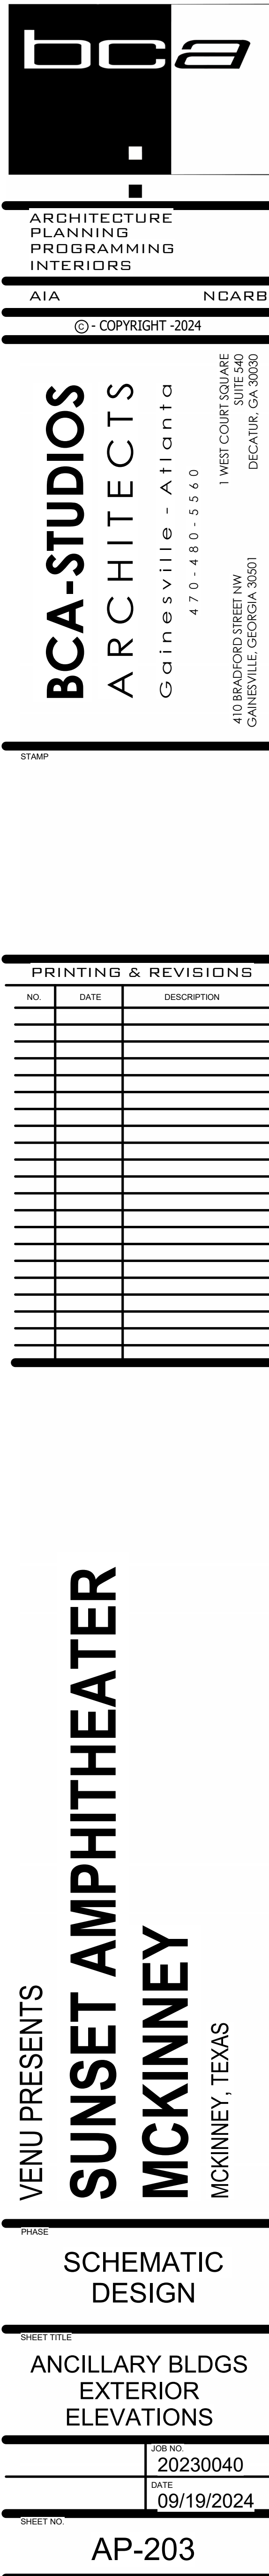 bca
ARCHITECTURE
PLANNING
PROGRAMMING
INTERIORS
AIA NCARB
© - COPYRIGHT -2024
BCA-STUDIOS
ARCHITECTS
Gainesville - Atlanta
470-480-5560
1 WEST COURT SQUARE
SUITE 540
DECATUR, GA 30030
410 BRADFORD STREET NW
GAINESVILLE, GEORGIA 30501
STAMP
PRINTING & REVISIONS
NO. DATE DESCRIPTION
VENU PRESENTS
SUNSET AMPHITHEATER
MCKINNEY
MCKINNEY, TEXAS
PHASE
SCHEMATIC
DESIGN
SHEET TITLE
ANCILLARY BLDGS
EXTERIOR
ELEVATIONS
JOB NO.
20230040
DATE
09/19/2024
SHEET NO.
AP-203